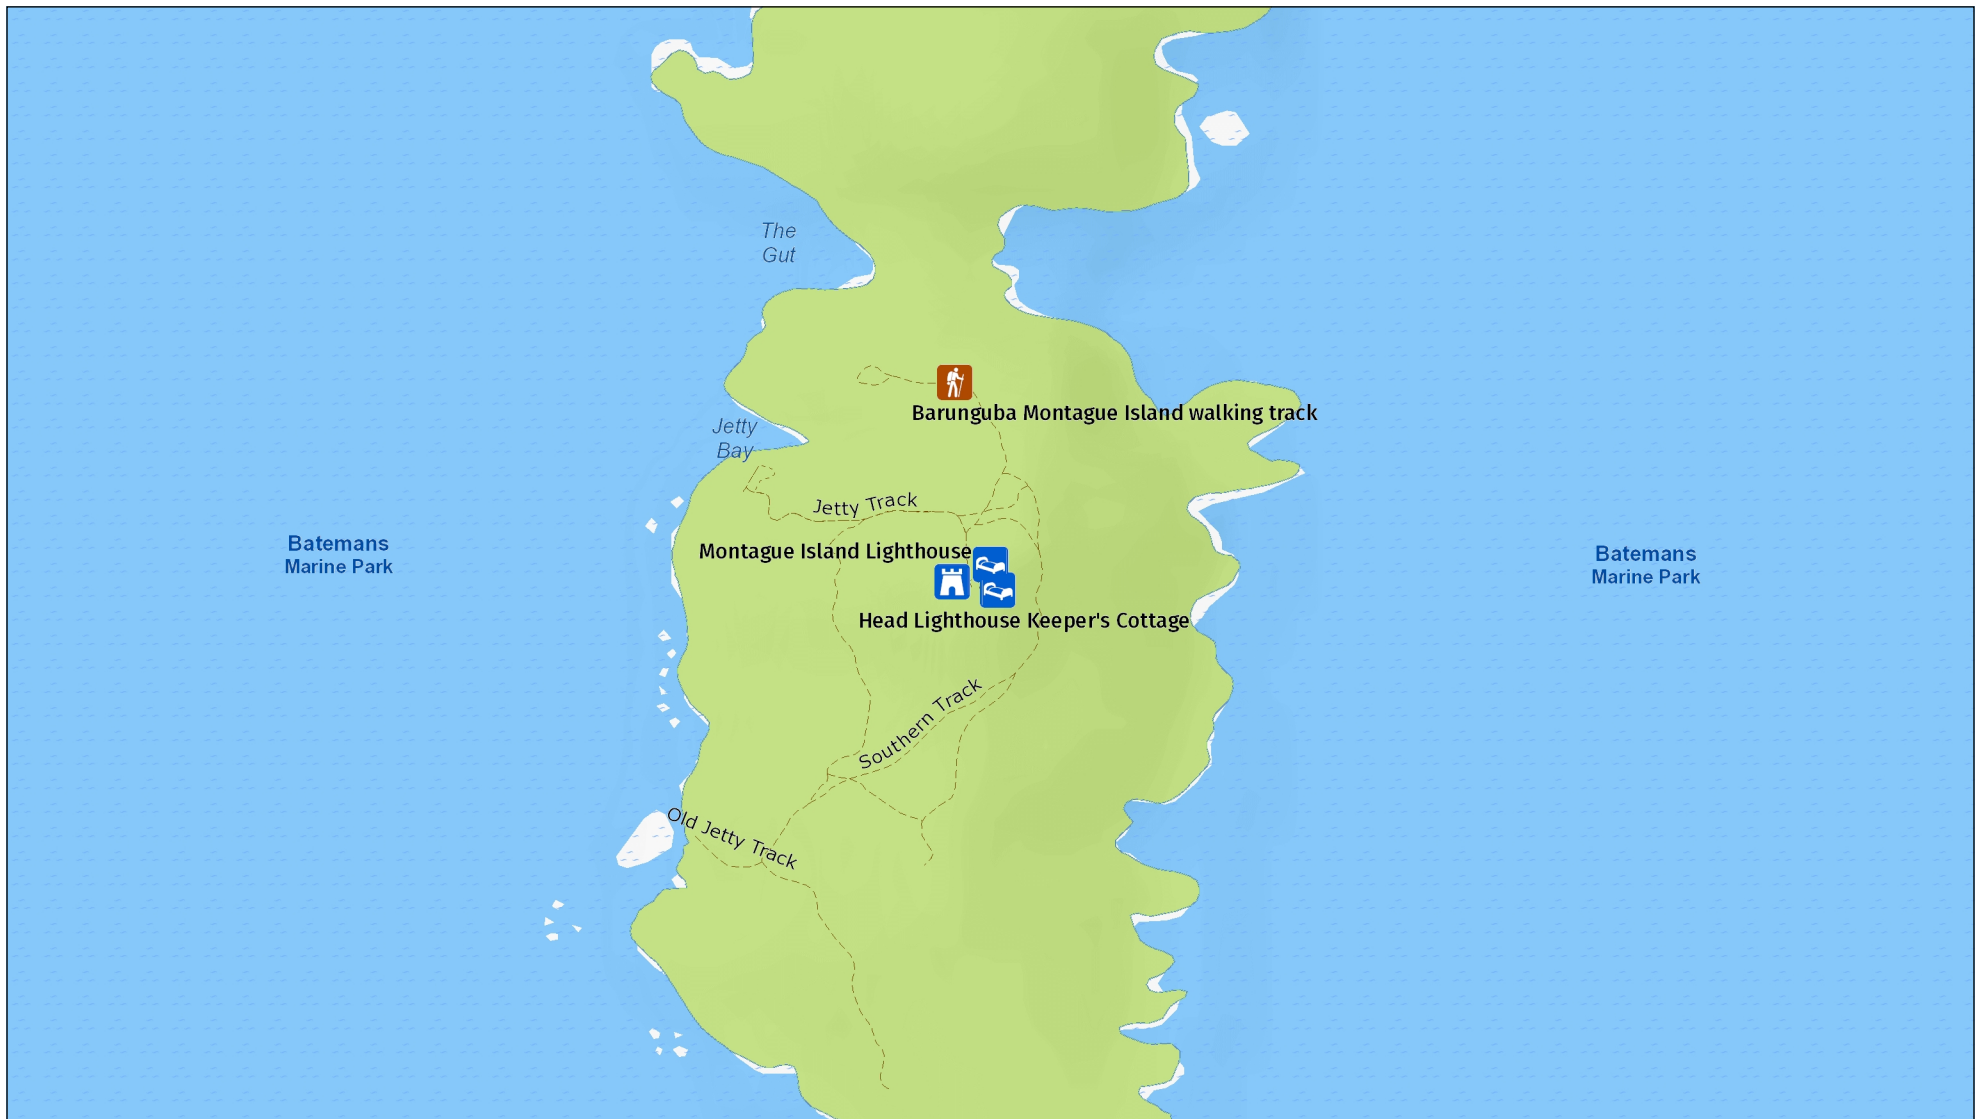 The
Gut
Barunguba Montague Island walking track
Jetty
Bay
Jetty Track
Batemans
Marine Park
Montague Island Lighthouse
Batemans
Marine Park
Head Lighthouse Keeper's Cottage
Southern Track
Old Jetty Track